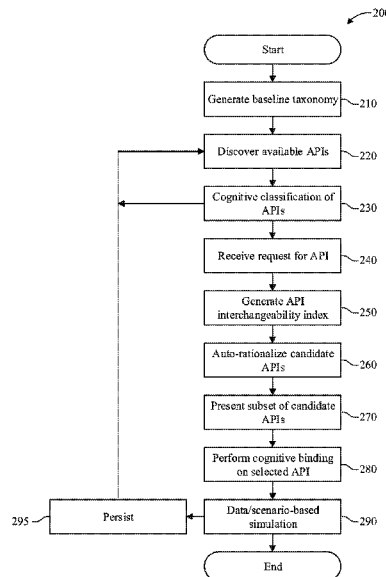 200
Start
Generate baseline taxonomy
210
Discover available APIs
220
Cognitive classification of
APIs
230
Receive request for API
240
Generate API
interchangeability index
250
Auto-rationalize candidate
APIs
260
Present subset of candidate
APIs
270
Perform cognitive binding
on selected API
280
295
Persist
Data/scenario-based
simulation
290
End